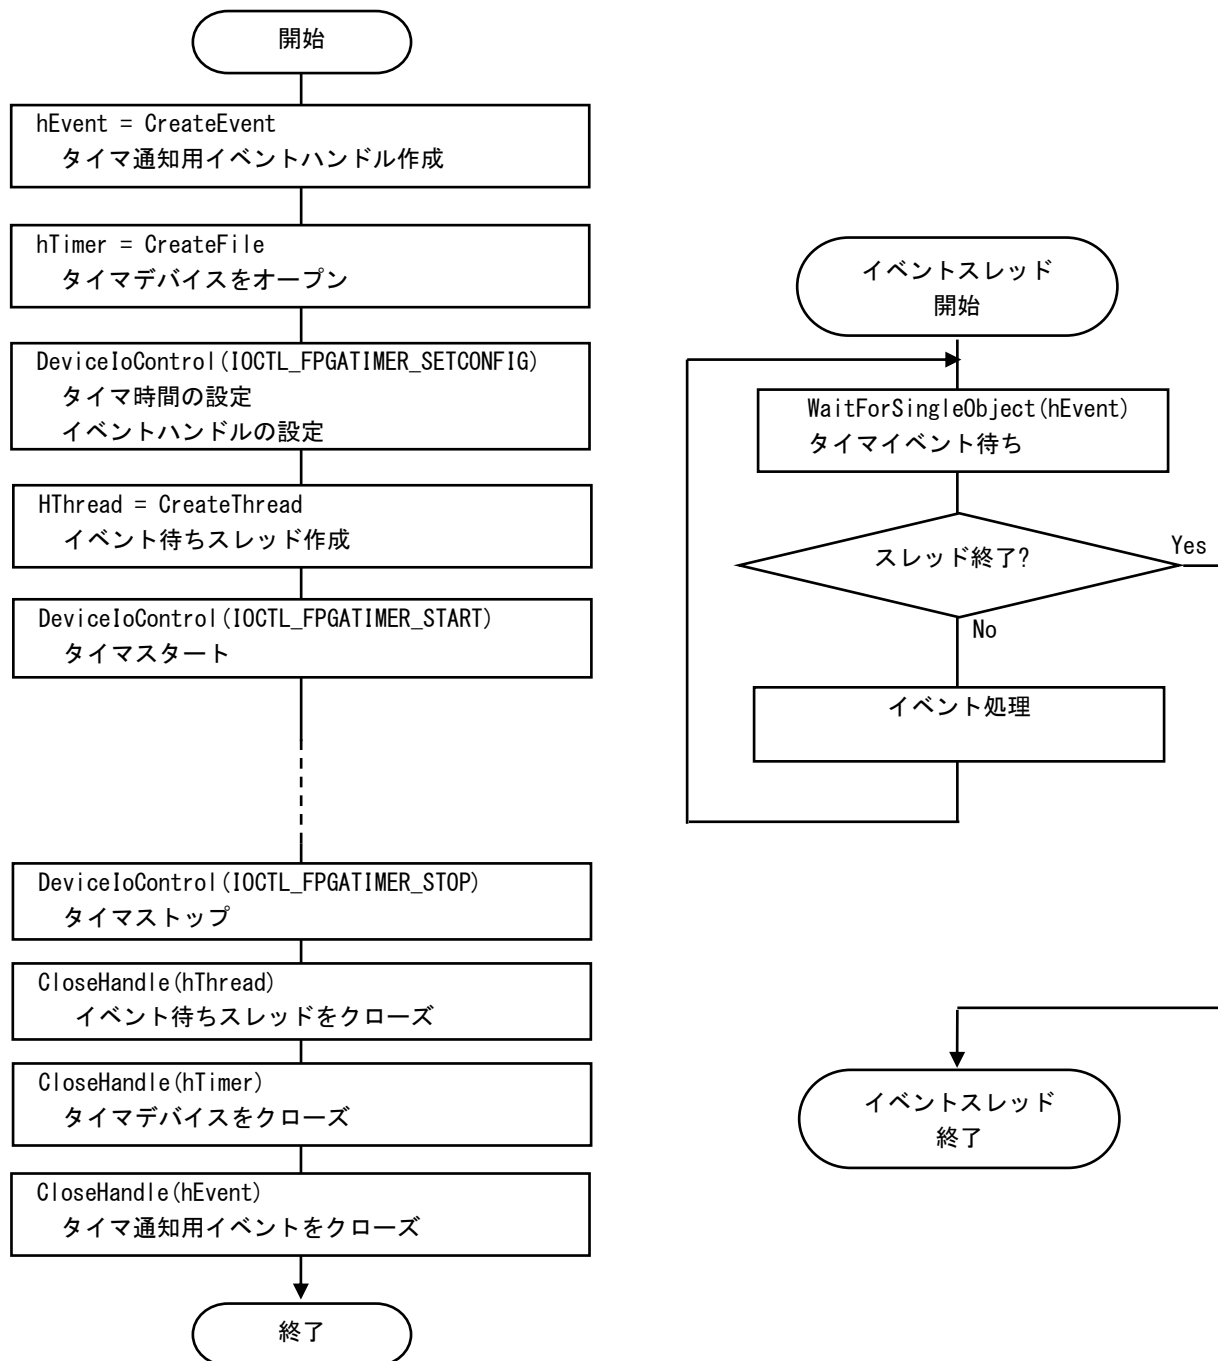 開始
hEvent = CreateEvent
タイマ通知用イベントハンドル作成
hTimer = CreateFile
タイマデバイスをオープン
DeviceIoControl(IOCTL_FPGATIMER_SETCONFIG)
タイマ時間の設定
イベントハンドルの設定
HThread = CreateThread
イベント待ちスレッド作成
DeviceIoControl(IOCTL_FPGATIMER_START)
タイマスタート
DeviceIoControl(IOCTL_FPGATIMER_STOP)
タイマストップ
CloseHandle(hThread)
イベント待ちスレッドをクローズ
CloseHandle(hTimer)
タイマデバイスをクローズ
CloseHandle(hEvent)
タイマ通知用イベントをクローズ
終了
イベントスレッド
開始
WaitForSingleObject(hEvent)
タイマイベント待ち
スレッド終了?
Yes
No
イベント処理
イベントスレッド
終了